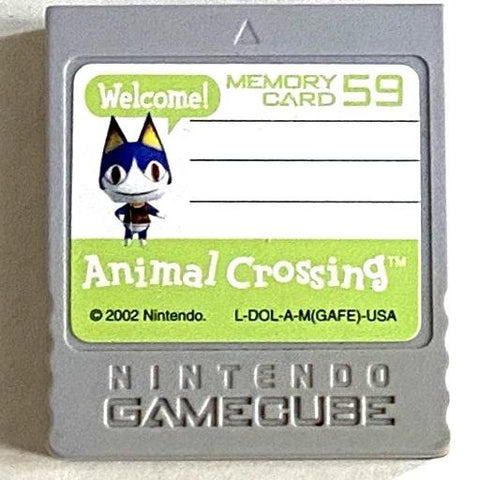 Welcome!
MEMORY
CARD 59
Animal Crossing™
© 2002 Nintendo. L-DOL-A-M(GAFE)-USA
NINTENDO
GAMECUBE